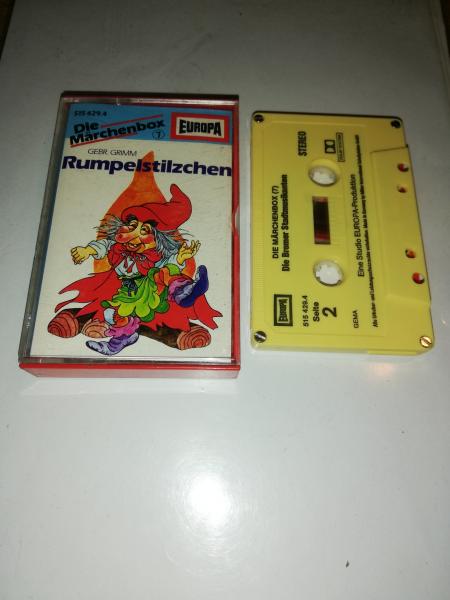 515 429.4
Die
Märchenbox
7
EUROPA
GEBR. GRIMM
Rumpelstilzchen
STEREO
DIE MÄRCHENBOX (7)
Die Bremer Stadtmusikanten
Eine Studio EUROPA-Produktion
EUROPA
515 429.4
Seite
2
GEMA